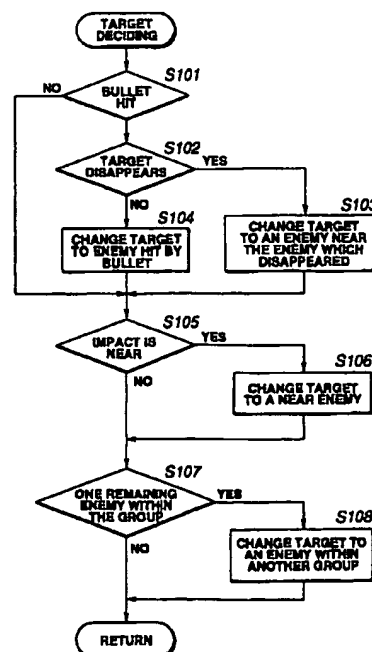 TARGET
DECIDING
S101
NO
BULLET
HIT
S102
TARGET
DISAPPEARS
YES
NO
S103
CHANGE TARGET
TO AN ENEMY NEAR
THE ENEMY WHICH
DISAPPEARED
S104
CHANGE TARGET
TO ENEMY HIT BY
BULLET
S105
IMPACT IS
NEAR
YES
NO
S106
CHANGE TARGET
TO A NEAR ENEMY
S107
ONE REMAINING
ENEMY WITHIN
THE GROUP
YES
NO
S108
CHANGE TARGET TO
AN ENEMY WITHIN
ANOTHER GROUP
RETURN